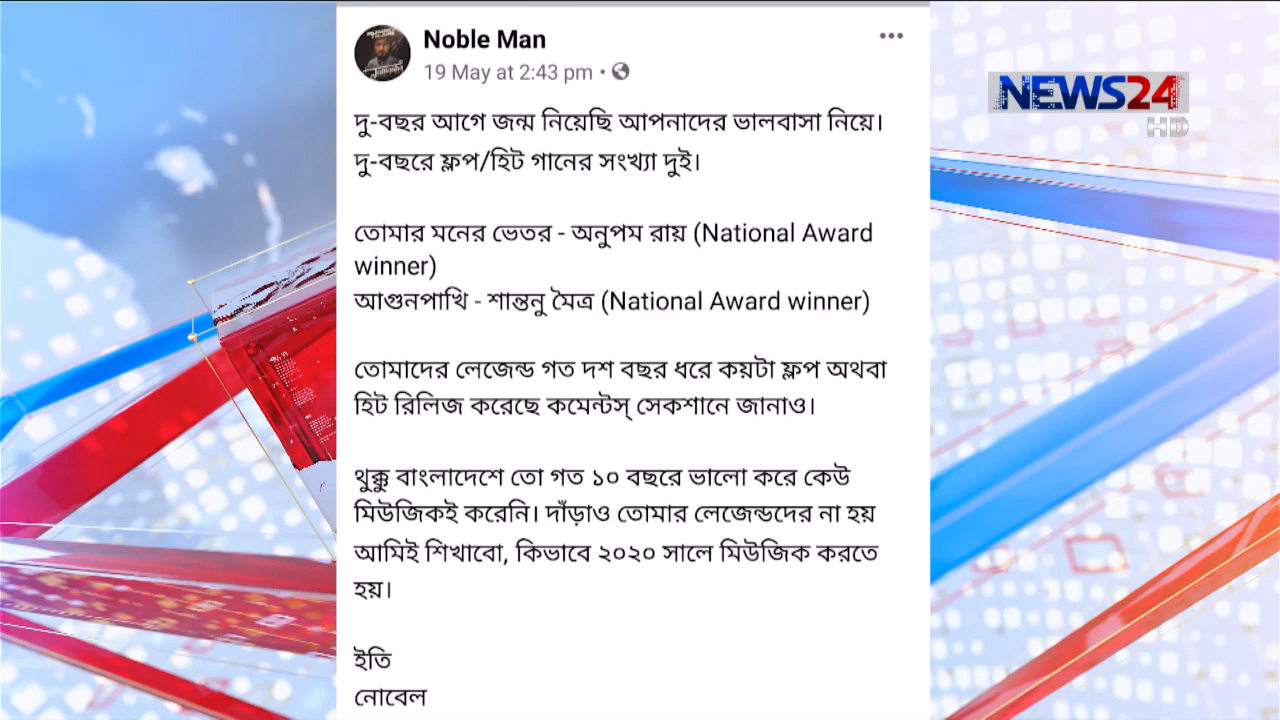 Noble Man
19 May at 2:43 pm
NEWS24
HD
দু-বছর আগে জন্ম নিয়েছি আপনাদের ভালবাসা নিয়ে।
দু-বছরে ফ্লপ/হিট গানের সংখ্যা দুই।
তোমার মনের ভেতর - অনুপম রায় (National Award
winner)
আগুনপাখি - শান্তনু মৈত্র (National Award winner)
তোমাদের লেজেন্ড গত দশ বছর ধরে কয়টা ফ্লপ অথবা
হিট রিলিজ করেছে কমেন্টস্ সেকশানে জানাও।
থুক্কু বাংলাদেশে তো গত ১০ বছরে ভালো করে কেউ
মিউজিকই করেনি। দাঁড়াও তোমার লেজেন্ডদের না হয়
আমিই শিখাবো, কিভাবে ২০২০ সালে মিউজিক করতে
হয়।
ইতি
নোবেল